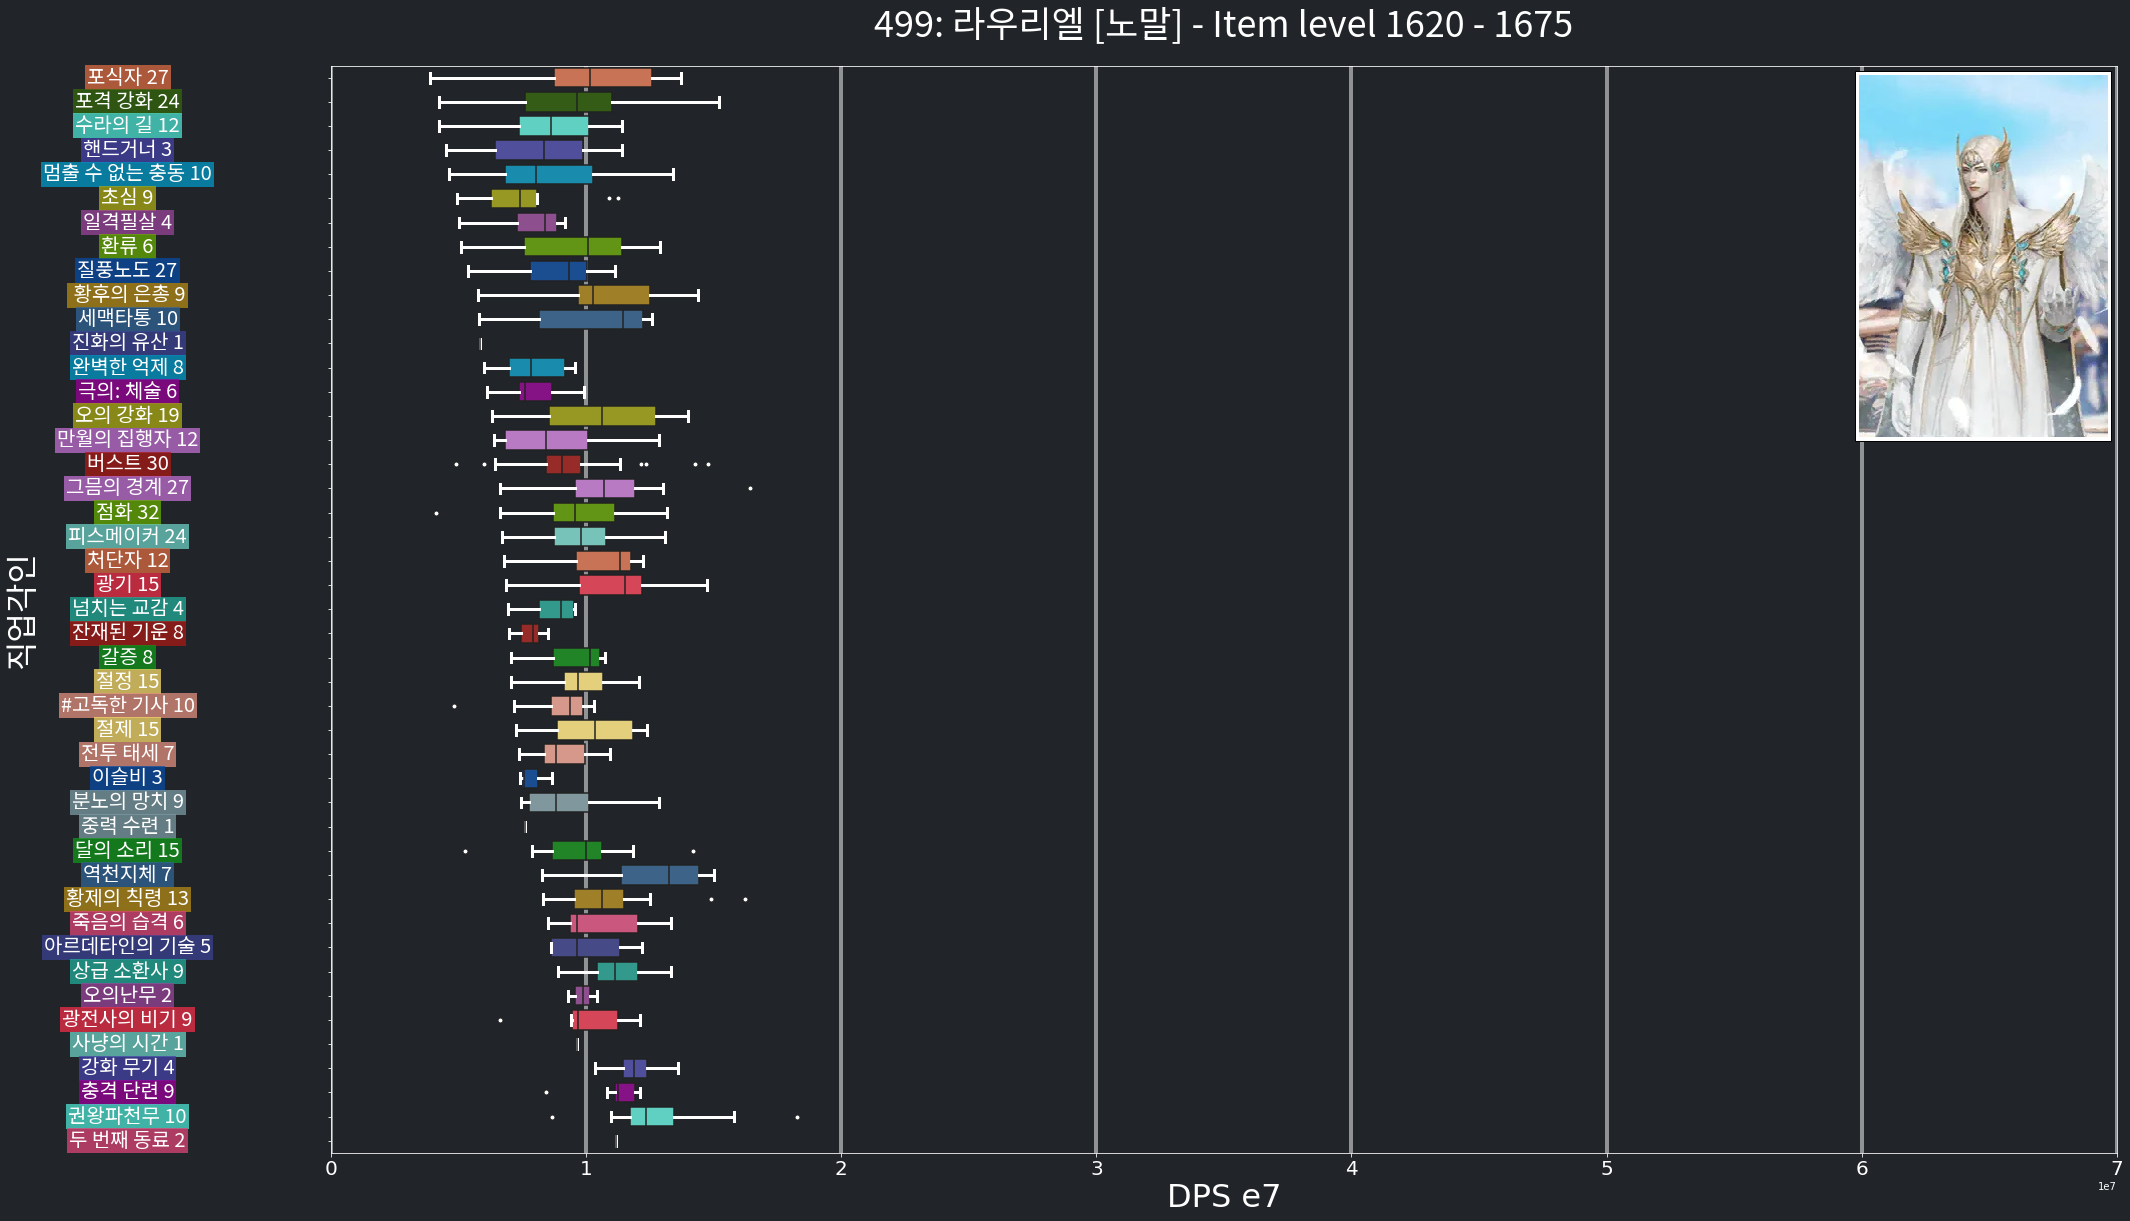 499: 라우리엘 [노말] - Item level 1620 - 1675
포식자 27
포격 강화 24
수라의 길 12
핸드거너 3
멈출 수 없는 충동 10
초심 9
일격필살 4
환류 6
질풍노도 27
황후의 은총 9
세맥타통 10
진화의 유산 1
완벽한 억제 8
극의: 체술 6
오의 강화 19
만월의 집행자 12
버스트 30
그믐의 경계 27
점화 32
피스메이커 24
처단자 12
광기 15
넘치는 교감 4
잔재된 기운 8
갈증 8
절정 15
#고독한 기사 10
절제 15
전투 태세 7
이슬비 3
분노의 망치 9
중력 수련 1
달의 소리 15
역천지체 7
황제의 칙령 13
죽음의 습격 6
아르데타인의 기술 5
상급 소환사 9
오의난무 2
광전사의 비기 9
사냥의 시간 1
강화 무기 4
충격 단련 9
권왕파천무 10
두 번째 동료 2
직업각인
0 1 2 3 4 5 6 7
1e7
DPS e7